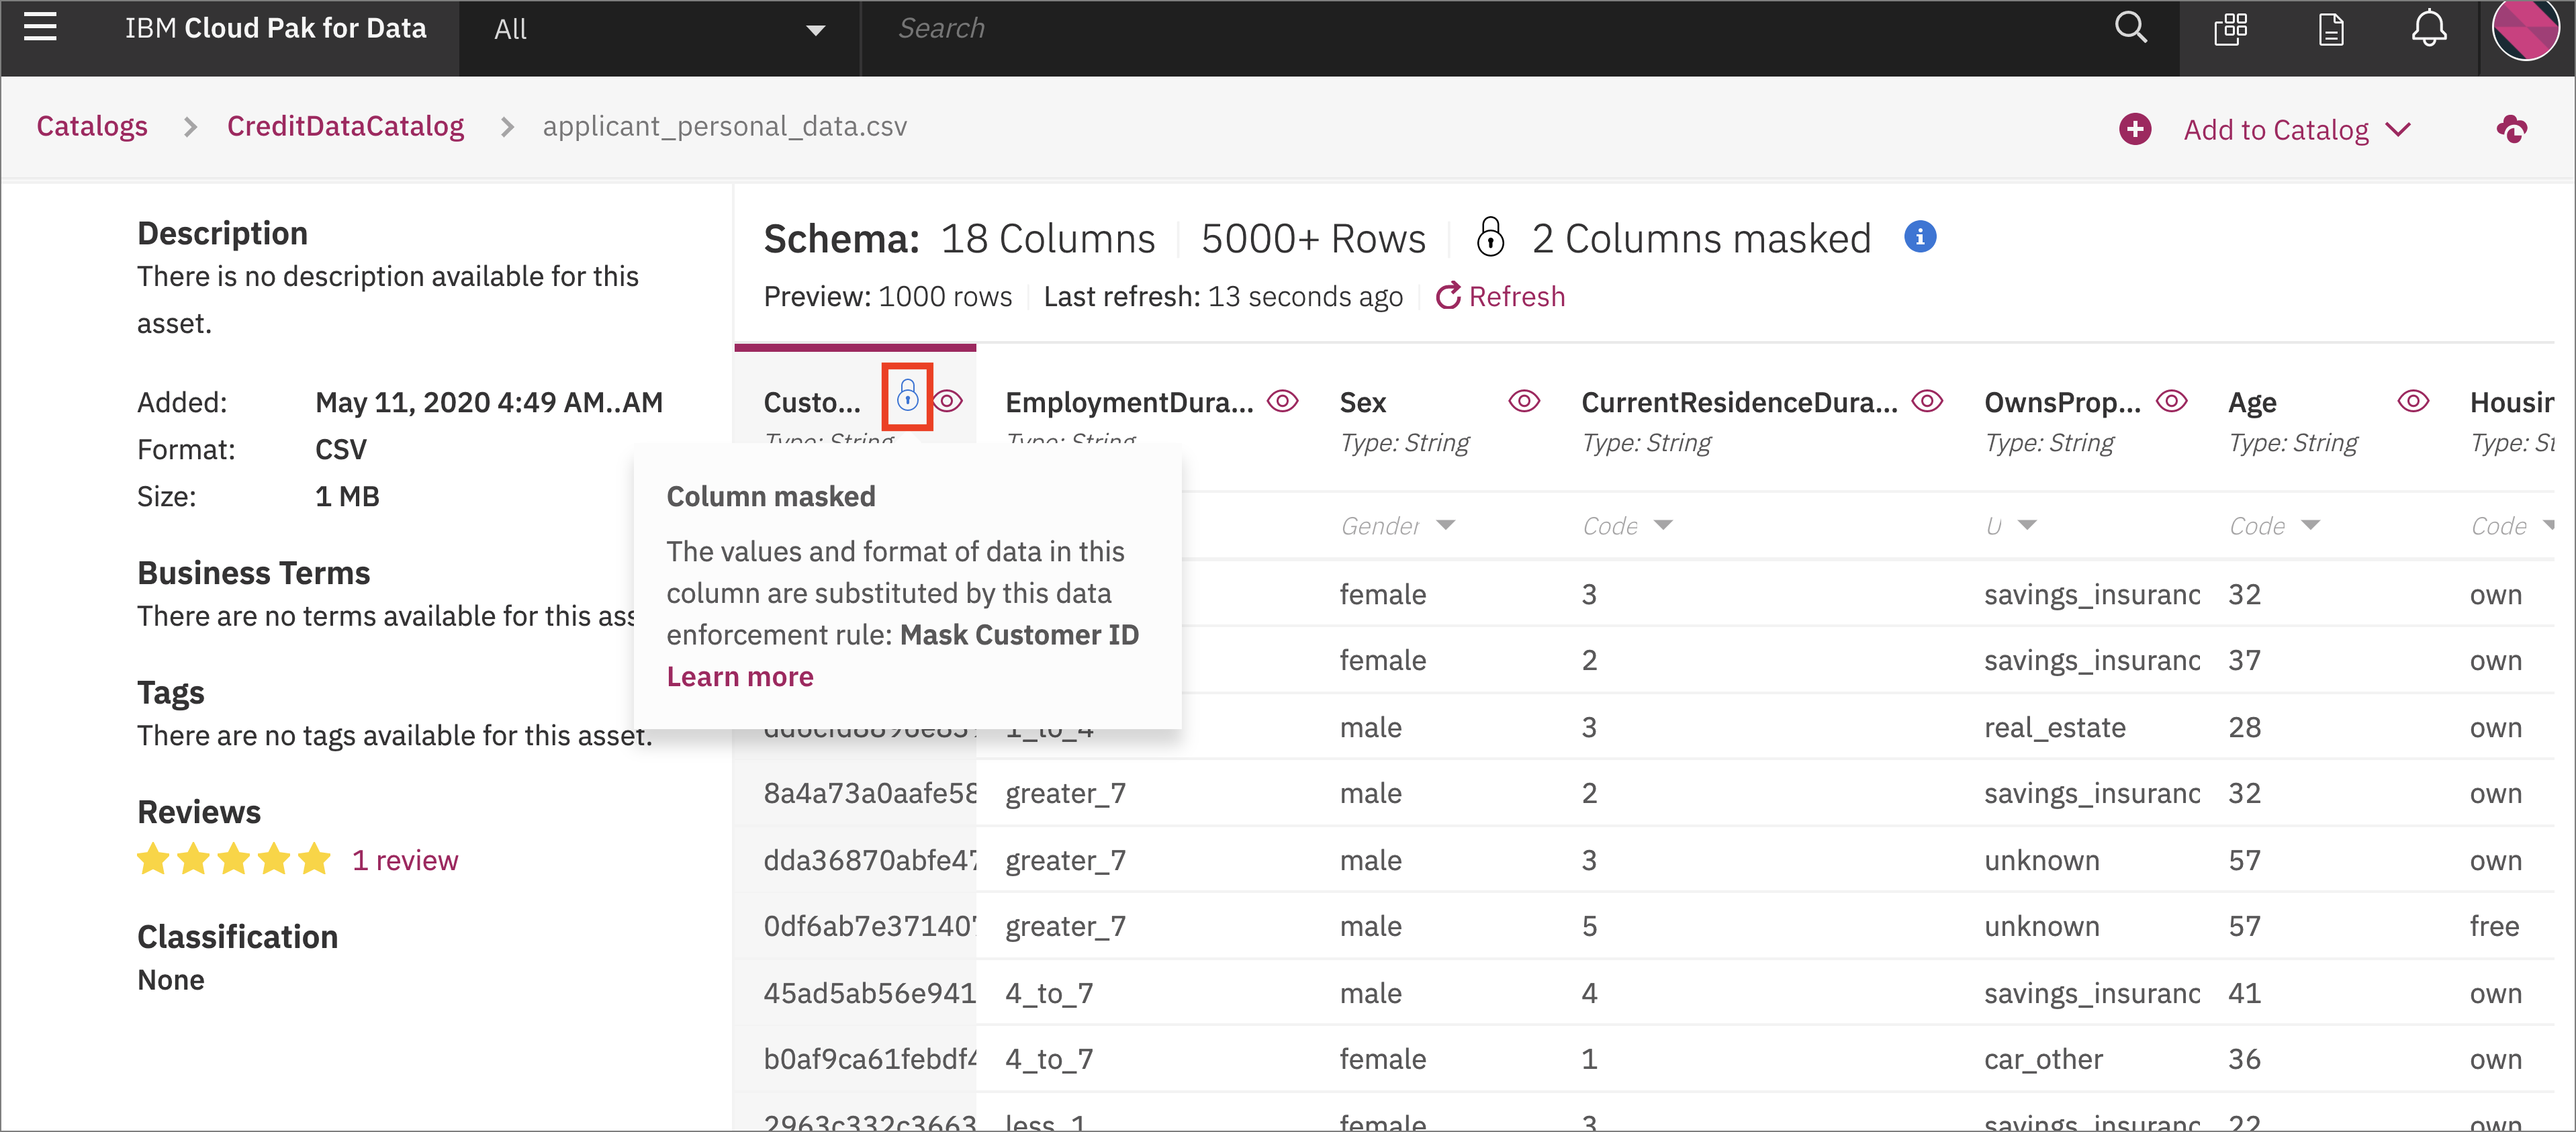 IBM Cloud Pak for Data
All
Search
Catalogs
CreditDataCatalog
applicant_personal_data.csv
Add to Catalog
Description
There is no description available for this
asset.
Added: May 11, 2020 4:49 AM..AM
Format: CSV
Size: 1 MB
Business Terms
There are no terms available for this ass
Tags
There are no tags available for this asset.
Reviews
1 review
Classification
None
Schema: 18 Columns 5000+ Rows 2 Columns masked
Preview: 1000 rows Last refresh: 13 seconds ago Refresh
Custo... EmploymentDura... Sex CurrentResidenceDura... OwnsProp... Age Housin
Type: String Type: String Type: String Type: String Type: String Type: String Type: St
Column masked
The values and format of data in this
column are substituted by this data
enforcement rule: Mask Customer ID
Learn more
Gender Code U Code Code
female 3 savings_insuranc 32 own
female 2 savings_insuranc 37 own
1_to_4 male 3 real_estate 28 own
8a4a73a0aafe58 greater_7 male 2 savings_insuranc 32 own
dda36870abfe47 greater_7 male 3 unknown 57 own
0df6ab7e371407 greater_7 male 5 unknown 57 free
45ad5ab56e941 4_to_7 male 4 savings_insuranc 41 own
b0af9ca61febdf4 4_to_7 female 1 car_other 36 own
2963c332c3663 less_1 female 3 savings_insuranc 22 own